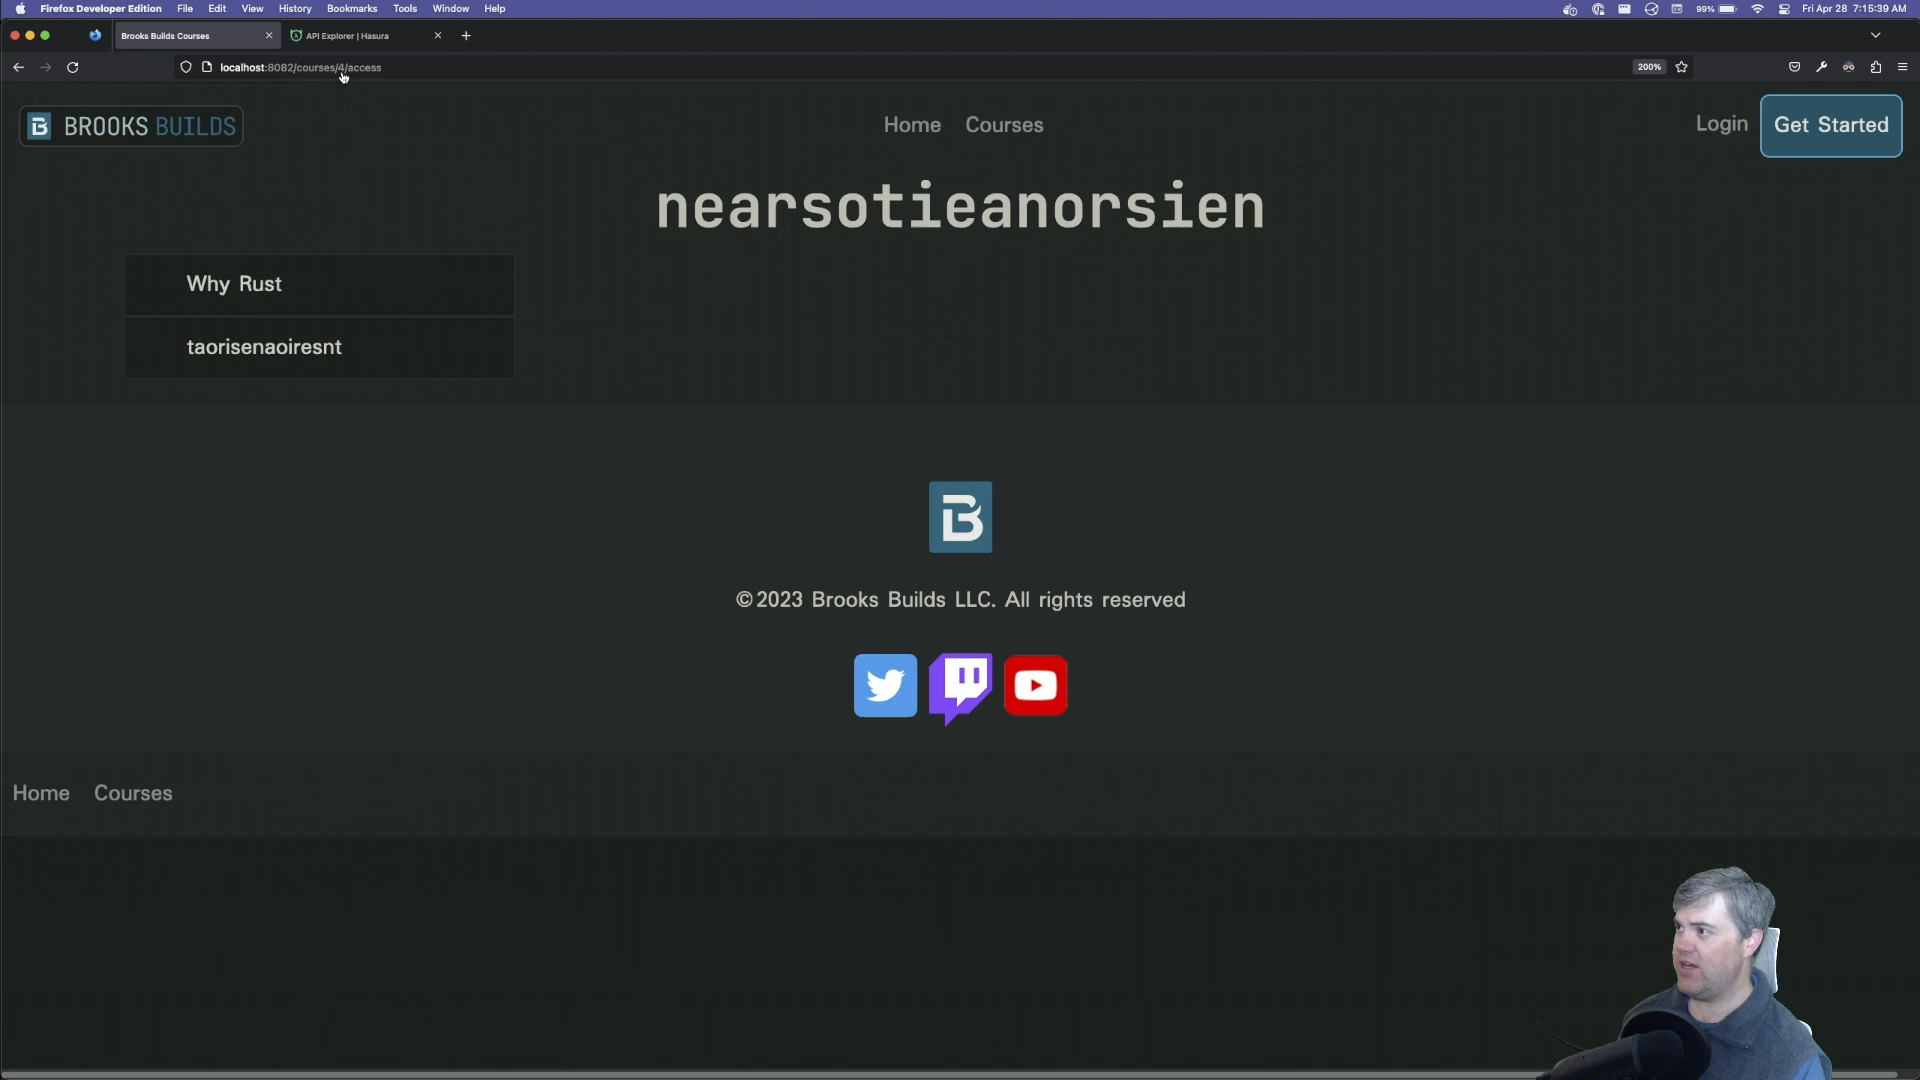 Firefox Developer Edition File Edit View History Bookmarks Tools Window Help 99% Fri Apr 28 7:15:39 AM
Brooks Builds Courses API Explorer | Hasura
localhost:8082/courses/4/access 200%
BROOKS BUILDS Home Courses Login Get Started
nearsotieanorsien
Why Rust
taorisenaoiresnt
©2023 Brooks Builds LLC. All rights reserved
Home Courses